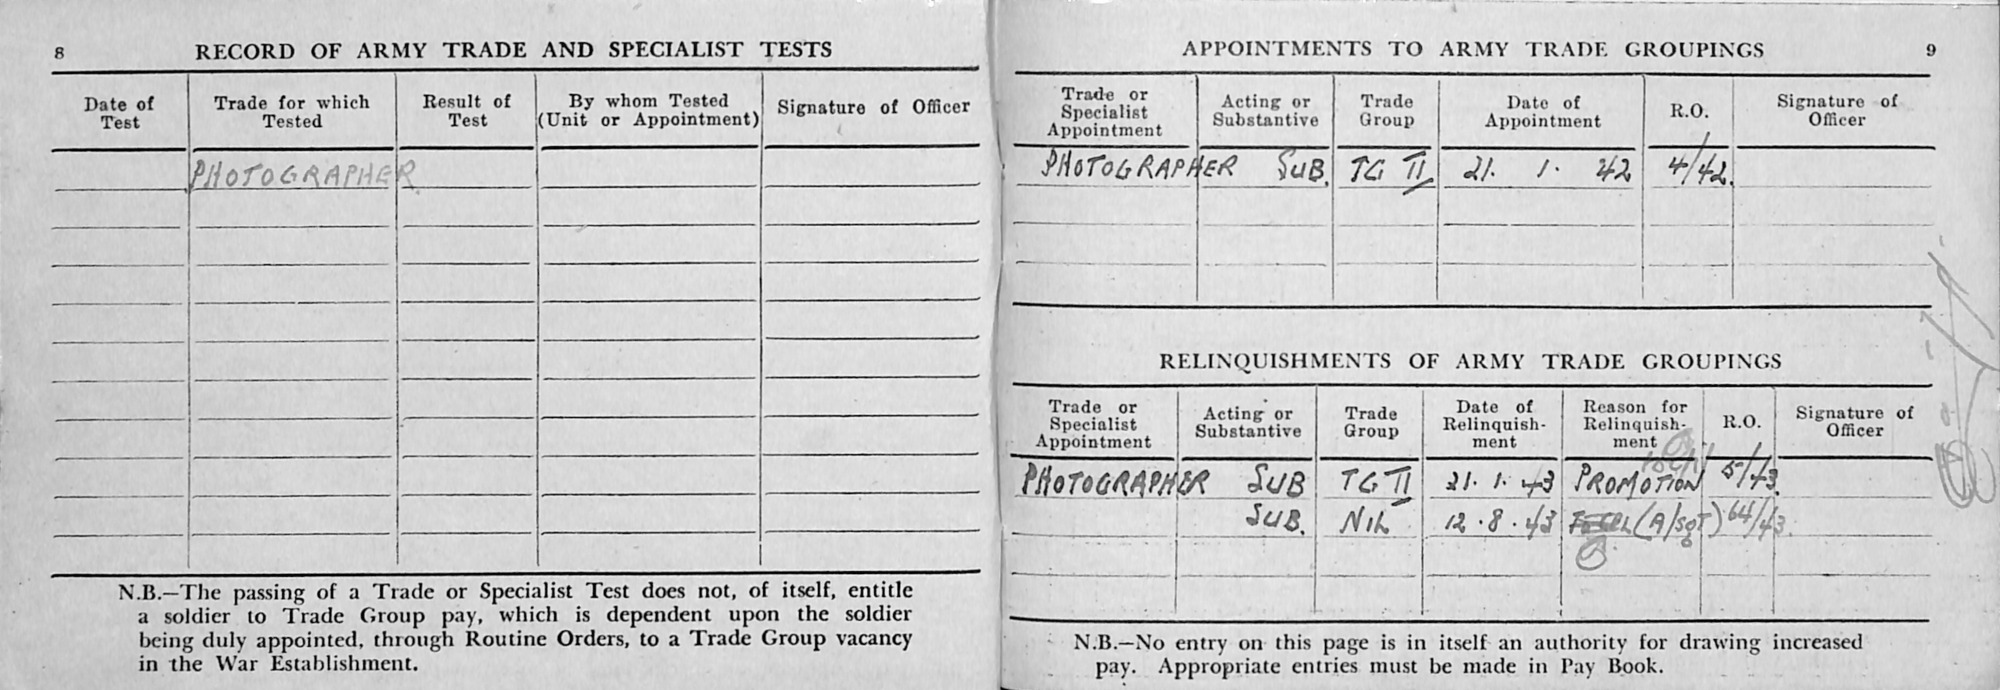 8 RECORD OF ARMY TRADE AND SPECIALIST TESTS
Date of Test Trade for which Tested Result of Test By whom Tested (Unit or Appointment) Signature of Officer
PHOTOGRAPHER
N.B.—The passing of a Trade or Specialist Test does not, of itself, entitle
a soldier to Trade Group pay, which is dependent upon the soldier
being duly appointed, through Routine Orders, to a Trade Group vacancy
in the War Establishment.
APPOINTMENTS TO ARMY TRADE GROUPINGS 9
Trade or Specialist Appointment Acting or Substantive Trade Group Date of Appointment R.O. Signature of Officer
PHOTOGRAPHER SUB. TG II 21. 1. 42 4/42.
RELINQUISHMENTS OF ARMY TRADE GROUPINGS
Trade or Specialist Appointment Acting or Substantive Trade Group Date of Relinquish- ment Reason for Relinquish- ment R.O. Signature of Officer
PHOTOGRAPHER SUB TG II 21. 1. 43 PROMOTION 5/43.
SUB. NIL 12.8.43 (A/SGT) 64/43.
N.B.—No entry on this page is in itself an authority for drawing increased
pay. Appropriate entries must be made in Pay Book.